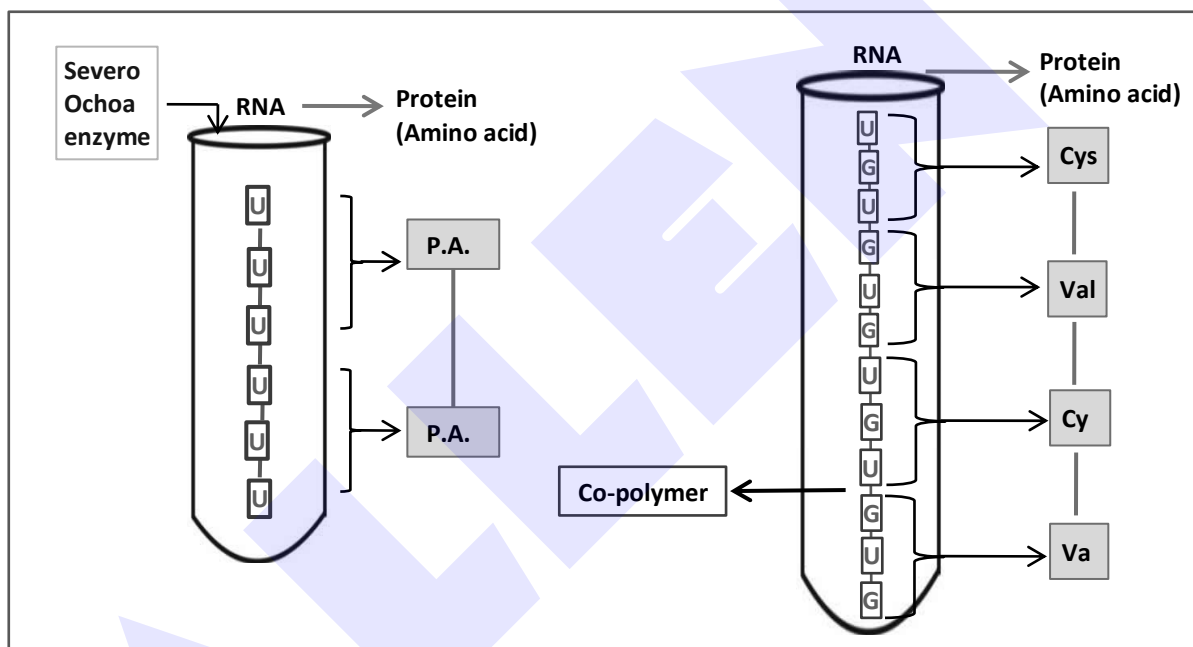 Severo
Ochoa
enzyme
RNA
Protein
(Amino acid)
U
U
U
U
U
U
P.A.
P.A.
RNA
Protein
(Amino acid)
U
G
U
G
U
G
U
G
U
G
U
G
Cys
Val
Cy
Va
Co-polymer